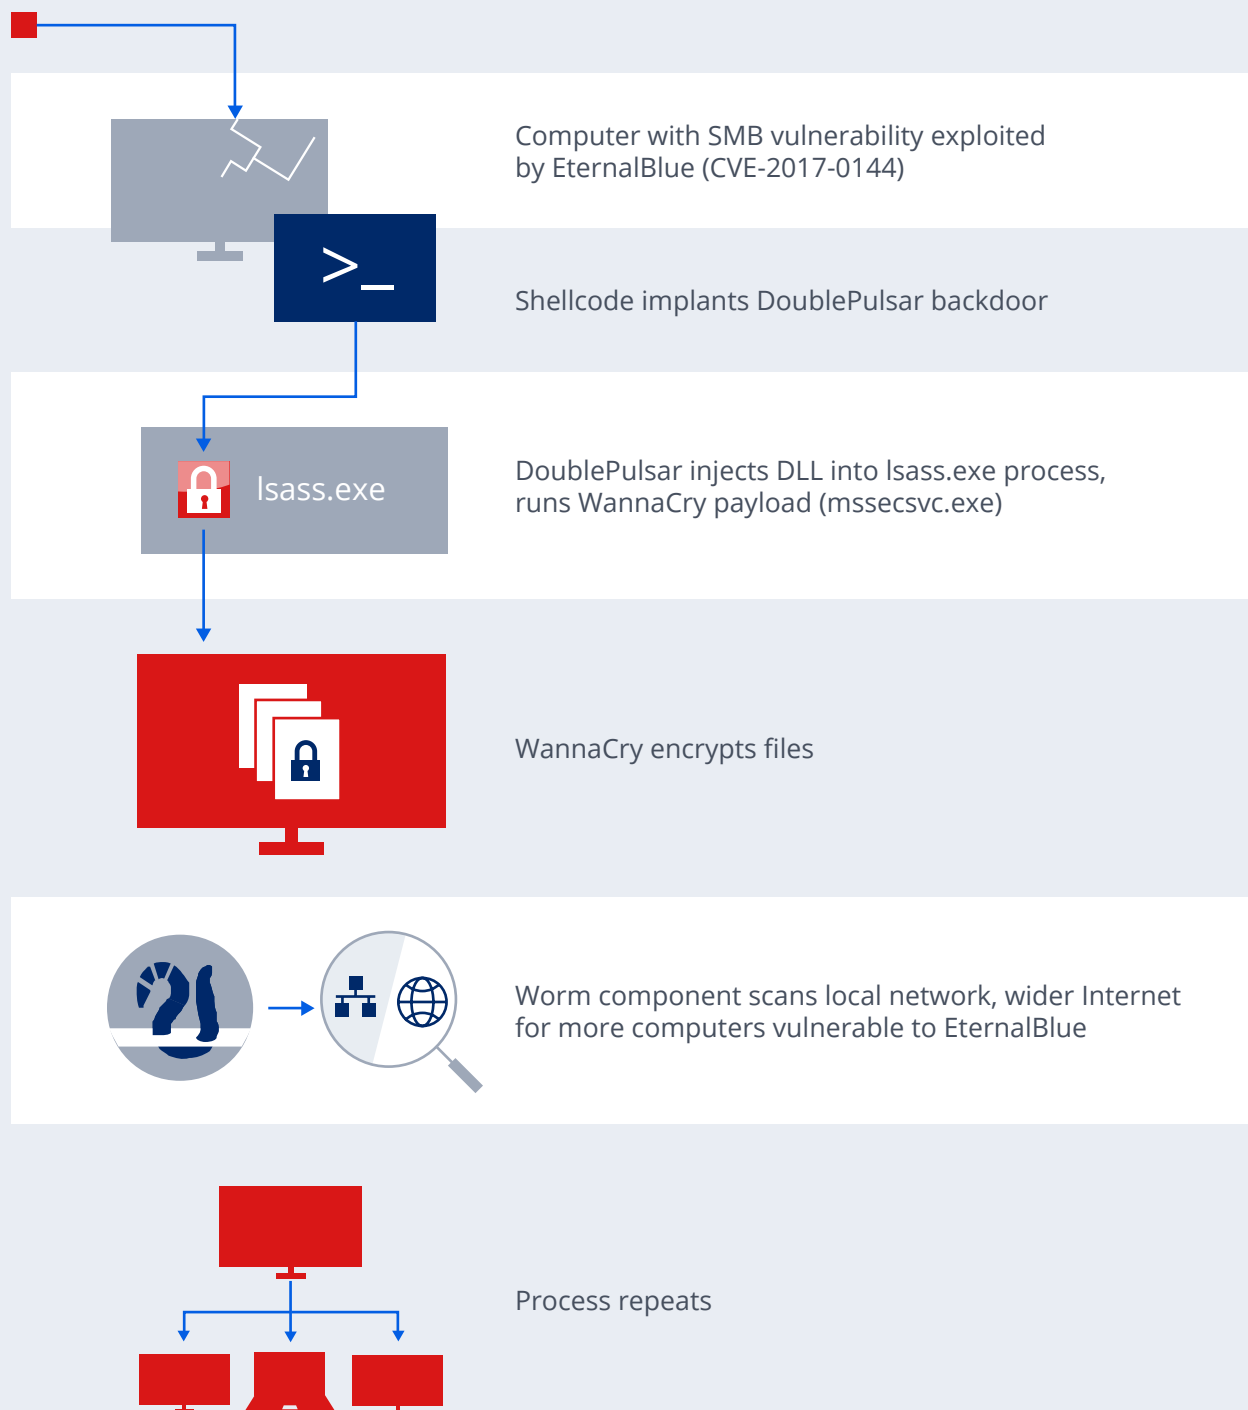 Computer with SMB vulnerability exploited
by EternalBlue (CVE-2017-0144)
>_
Shellcode implants DoublePulsar backdoor
lsass.exe
DoublePulsar injects DLL into lsass.exe process,
runs WannaCry payload (mssecsvc.exe)
WannaCry encrypts files
Worm component scans local network, wider Internet
for more computers vulnerable to EternalBlue
Process repeats